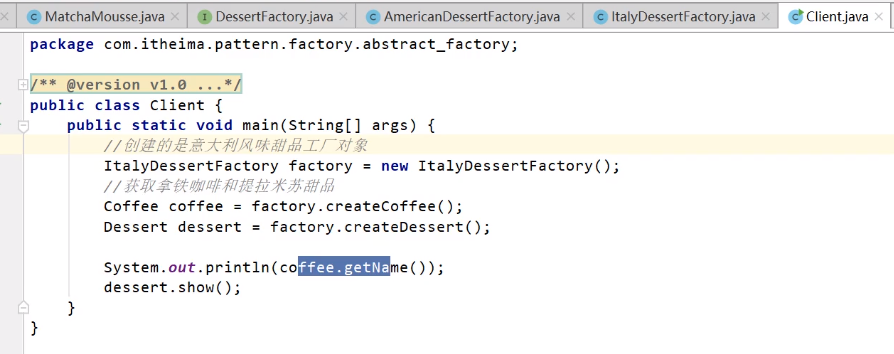 MatchaMousse.java DessertFactory.java AmericanDessertFactory.java ItalyDessertFactory.java Client.java
package com.itheima.pattern.factory.abstract_factory;
/** @version v1.0 ...*/
public class Client {
public static void main(String[] args) {
//创建的是意大利风味甜品工厂对象
ItalyDessertFactory factory = new ItalyDessertFactory();
//获取拿铁咖啡和提拉米苏甜品
Coffee coffee = factory.createCoffee();
Dessert dessert = factory.createDessert();
System.out.println(coffee.getName());
dessert.show();
}
}